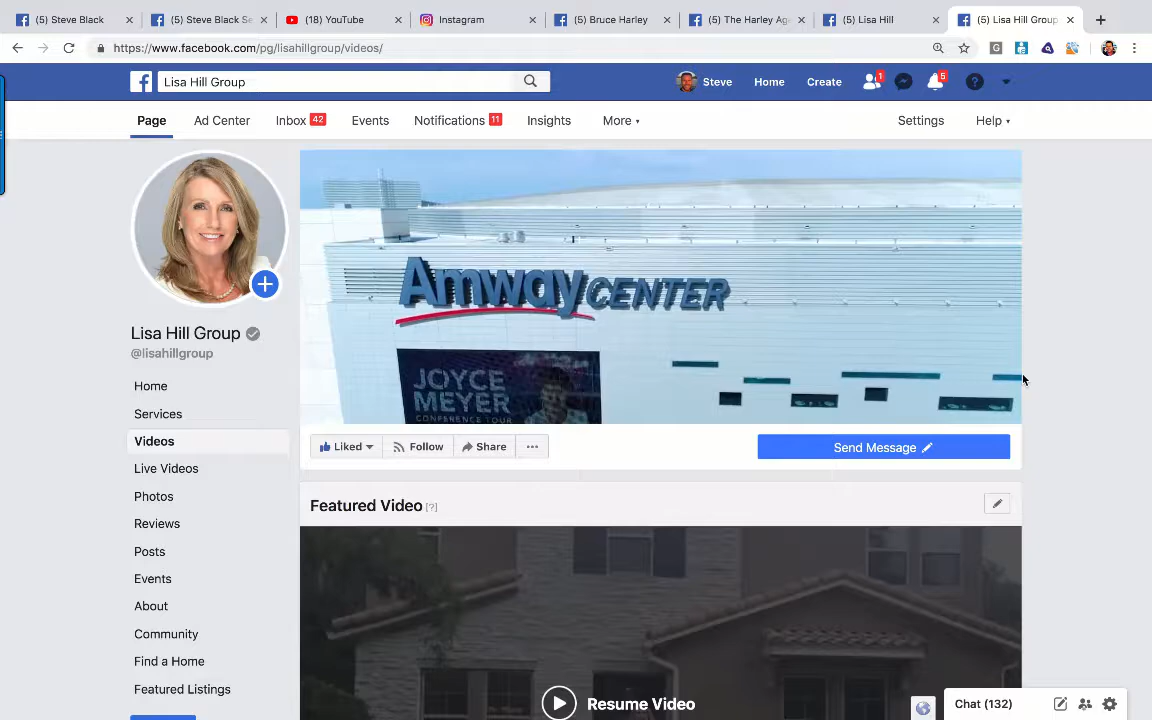 (5) Steve Black
(5) Steve Black Se
(18) YouTube
Instagram
(5) Bruce Harley
(5) The Harley Ag
(5) Lisa Hill
(5) Lisa Hill Group
https://www.facebook.com/pg/lisahillgroup/videos/
Lisa Hill Group
Steve
Home
Create
1
5
Page
Ad Center
Inbox 42
Events
Notifications 11
Insights
More
Settings
Help
Amway CENTER
JOYCE
MEYER
CONFERENCE TOUR
Lisa Hill Group
@lisahillgroup
Home
Services
Videos
Live Videos
Photos
Reviews
Posts
Events
About
Community
Find a Home
Featured Listings
Liked
Follow
Share
Send Message
Featured Video [?]
Resume Video
Chat (132)